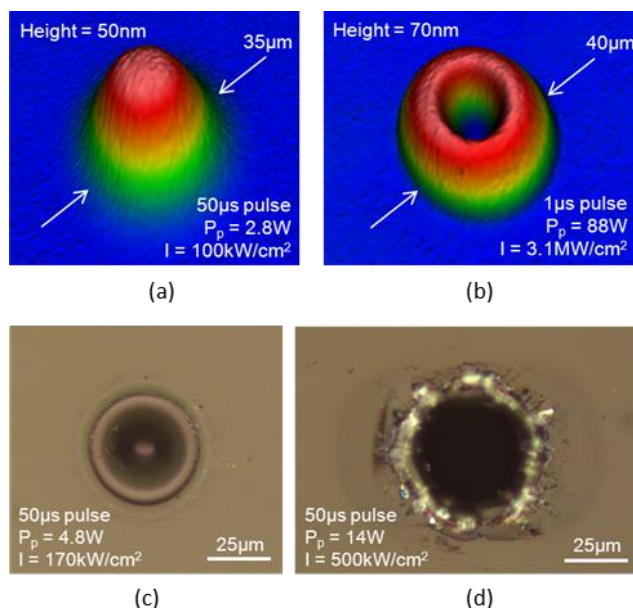 Height = 50nm
35µm
50µs pulse
Pp = 2.8W
I = 100kW/cm²
(a)
Height = 70nm
40µm
1µs pulse
Pp = 88W
I = 3.1MW/cm²
(b)
50µs pulse
Pp = 4.8W
I = 170kW/cm²
25µm
(c)
50µs pulse
Pp = 14W
I = 500kW/cm²
25µm
(d)